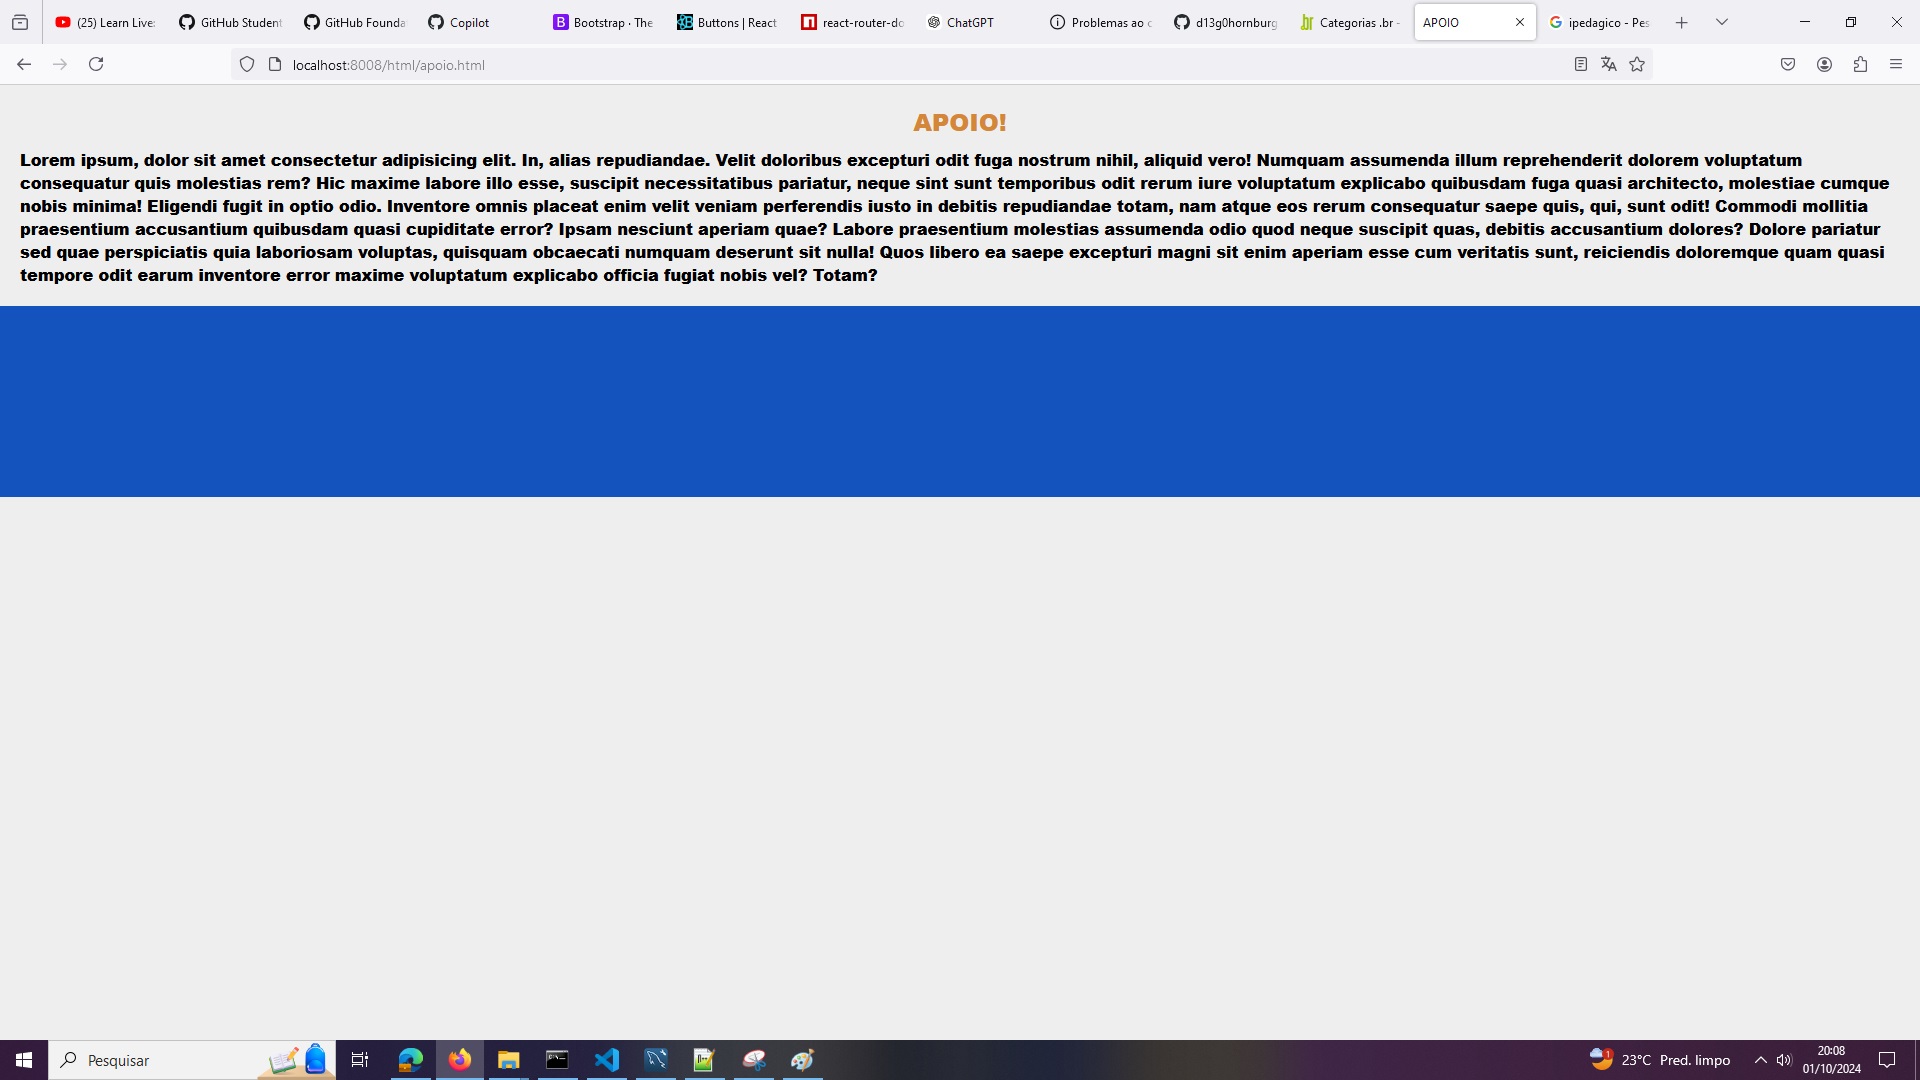 (25) Learn Live:
GitHub Student
GitHub Founda
Copilot
Bootstrap · The
Buttons | React
react-router-do
ChatGPT
Problemas ao c
d13g0hornburg
Categorias .br -
APOIO
ipedagico - Pes
localhost:8008/html/apoio.html
APOIO!
Lorem ipsum, dolor sit amet consectetur adipisicing elit. In, alias repudiandae. Velit doloribus excepturi odit fuga nostrum nihil, aliquid vero! Numquam assumenda illum reprehenderit dolorem voluptatum
consequatur quis molestias rem? Hic maxime labore illo esse, suscipit necessitatibus pariatur, neque sint sunt temporibus odit rerum iure voluptatum explicabo quibusdam fuga quasi architecto, molestiae cumque
nobis minima! Eligendi fugit in optio odio. Inventore omnis placeat enim velit veniam perferendis iusto in debitis repudiandae totam, nam atque eos rerum consequatur saepe quis, qui, sunt odit! Commodi mollitia
praesentium accusantium quibusdam quasi cupiditate error? Ipsam nesciunt aperiam quae? Labore praesentium molestias assumenda odio quod neque suscipit quas, debitis accusantium dolores? Dolore pariatur
sed quae perspiciatis quia laboriosam voluptas, quisquam obcaecati numquam deserunt sit nulla! Quos libero ea saepe excepturi magni sit enim aperiam esse cum veritatis sunt, reiciendis doloremque quam quasi
tempore odit earum inventore error maxime voluptatum explicabo officia fugiat nobis vel? Totam?
Pesquisar
1
23°C Pred. limpo
20:08
01/10/2024